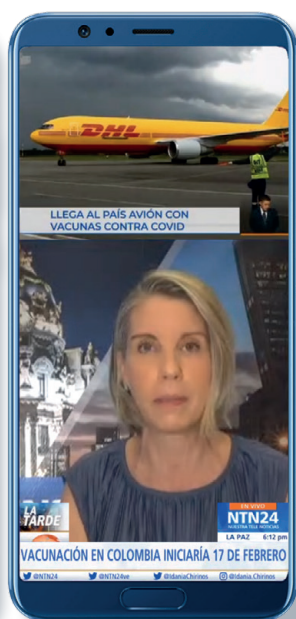 DHL
LLEGA AL PAÍS AVIÓN CON
VACUNAS CONTRA COVID
LA
TARDE
EN VIVO
NTN24
NUESTRA TELE NOTICIAS
LA PAZ 6:12 pm
VACUNACIÓN EN COLOMBIA INICIARÍA 17 DE FEBRERO
@NTN24 @NTN24ve @IdaniaChirinos @Idania.Chirinos